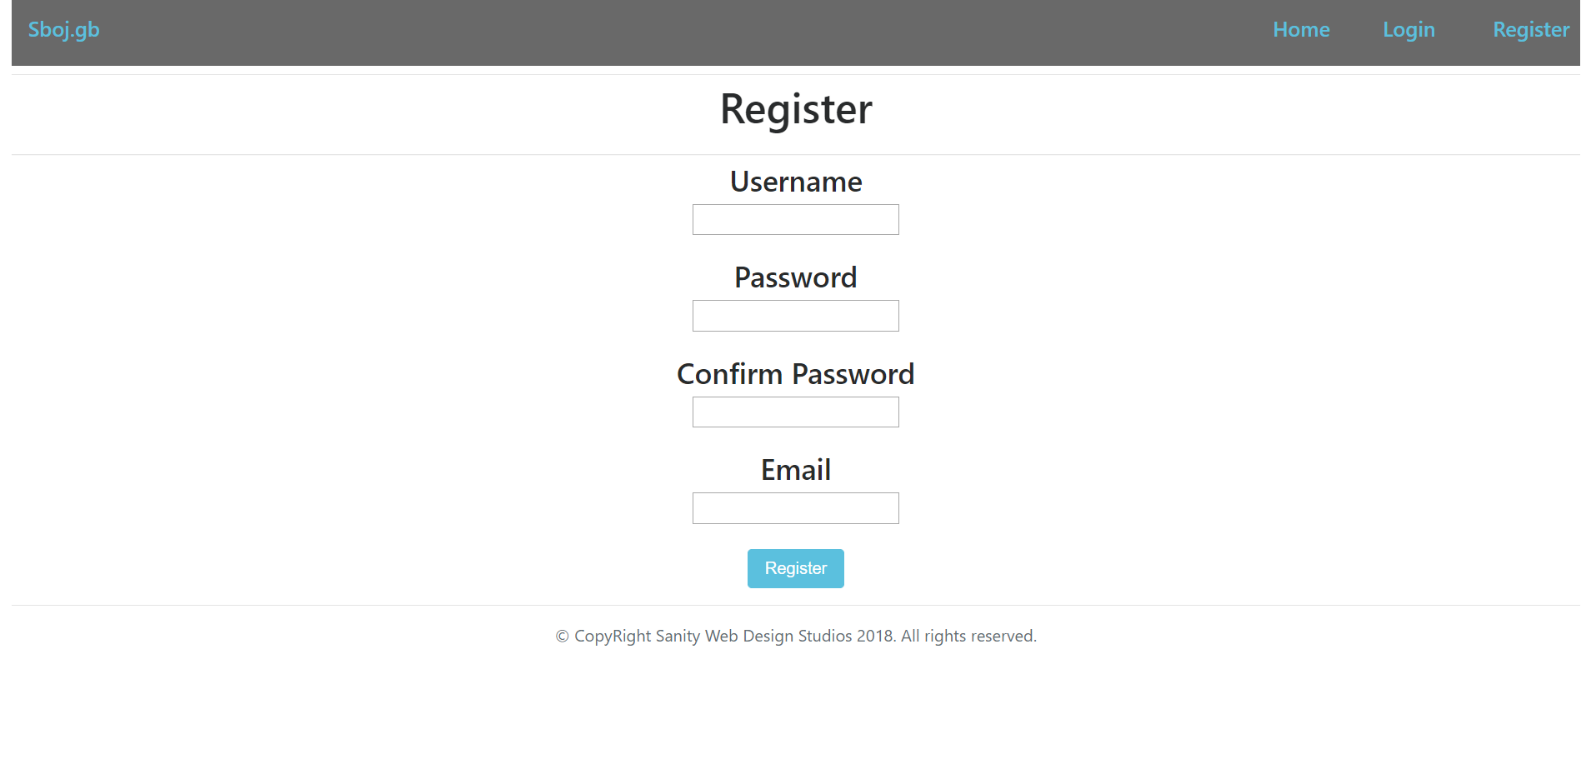 Sboj.gb Home Login Register
Register
Username
Password
Confirm Password
Email
Register
© CopyRight Sanity Web Design Studios 2018. All rights reserved.